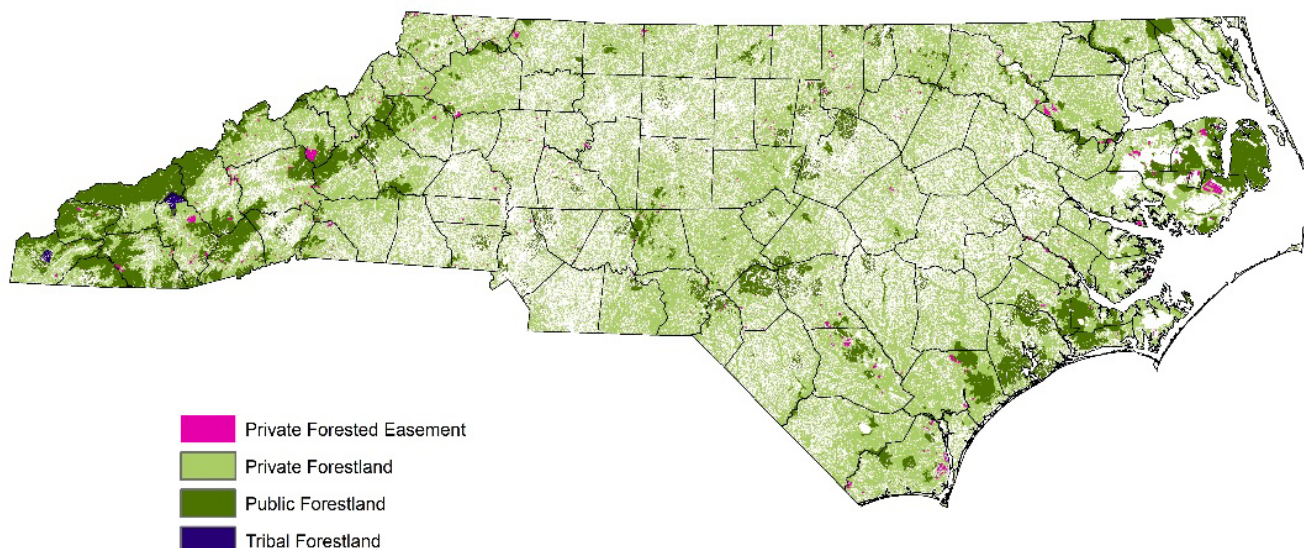 Private Forested Easement
Private Forestland
Public Forestland
Tribal Forestland